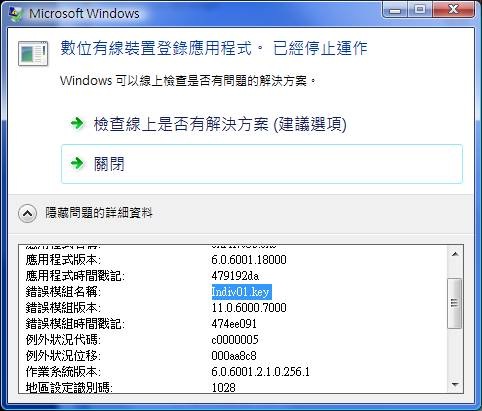 Microsoft Windows
數位有線裝置登錄應用程式。 已經停止運作
Windows 可以線上檢查是否有問題的解決方案。
檢查線上是否有解決方案 (建議選項)
關閉
隱藏問題的詳細資料
應用程式版本: 6.0.6001.18000
應用程式時間戳記: 479192da
錯誤模組名稱: Indiv01.key
錯誤模組版本: 11.0.6000.7000
錯誤模組時間戳記: 474ee091
例外狀況代碼: c0000005
例外狀況位移: 000aa8c8
作業系統版本: 6.0.6001.2.1.0.256.1
地區設定識別碼: 1028